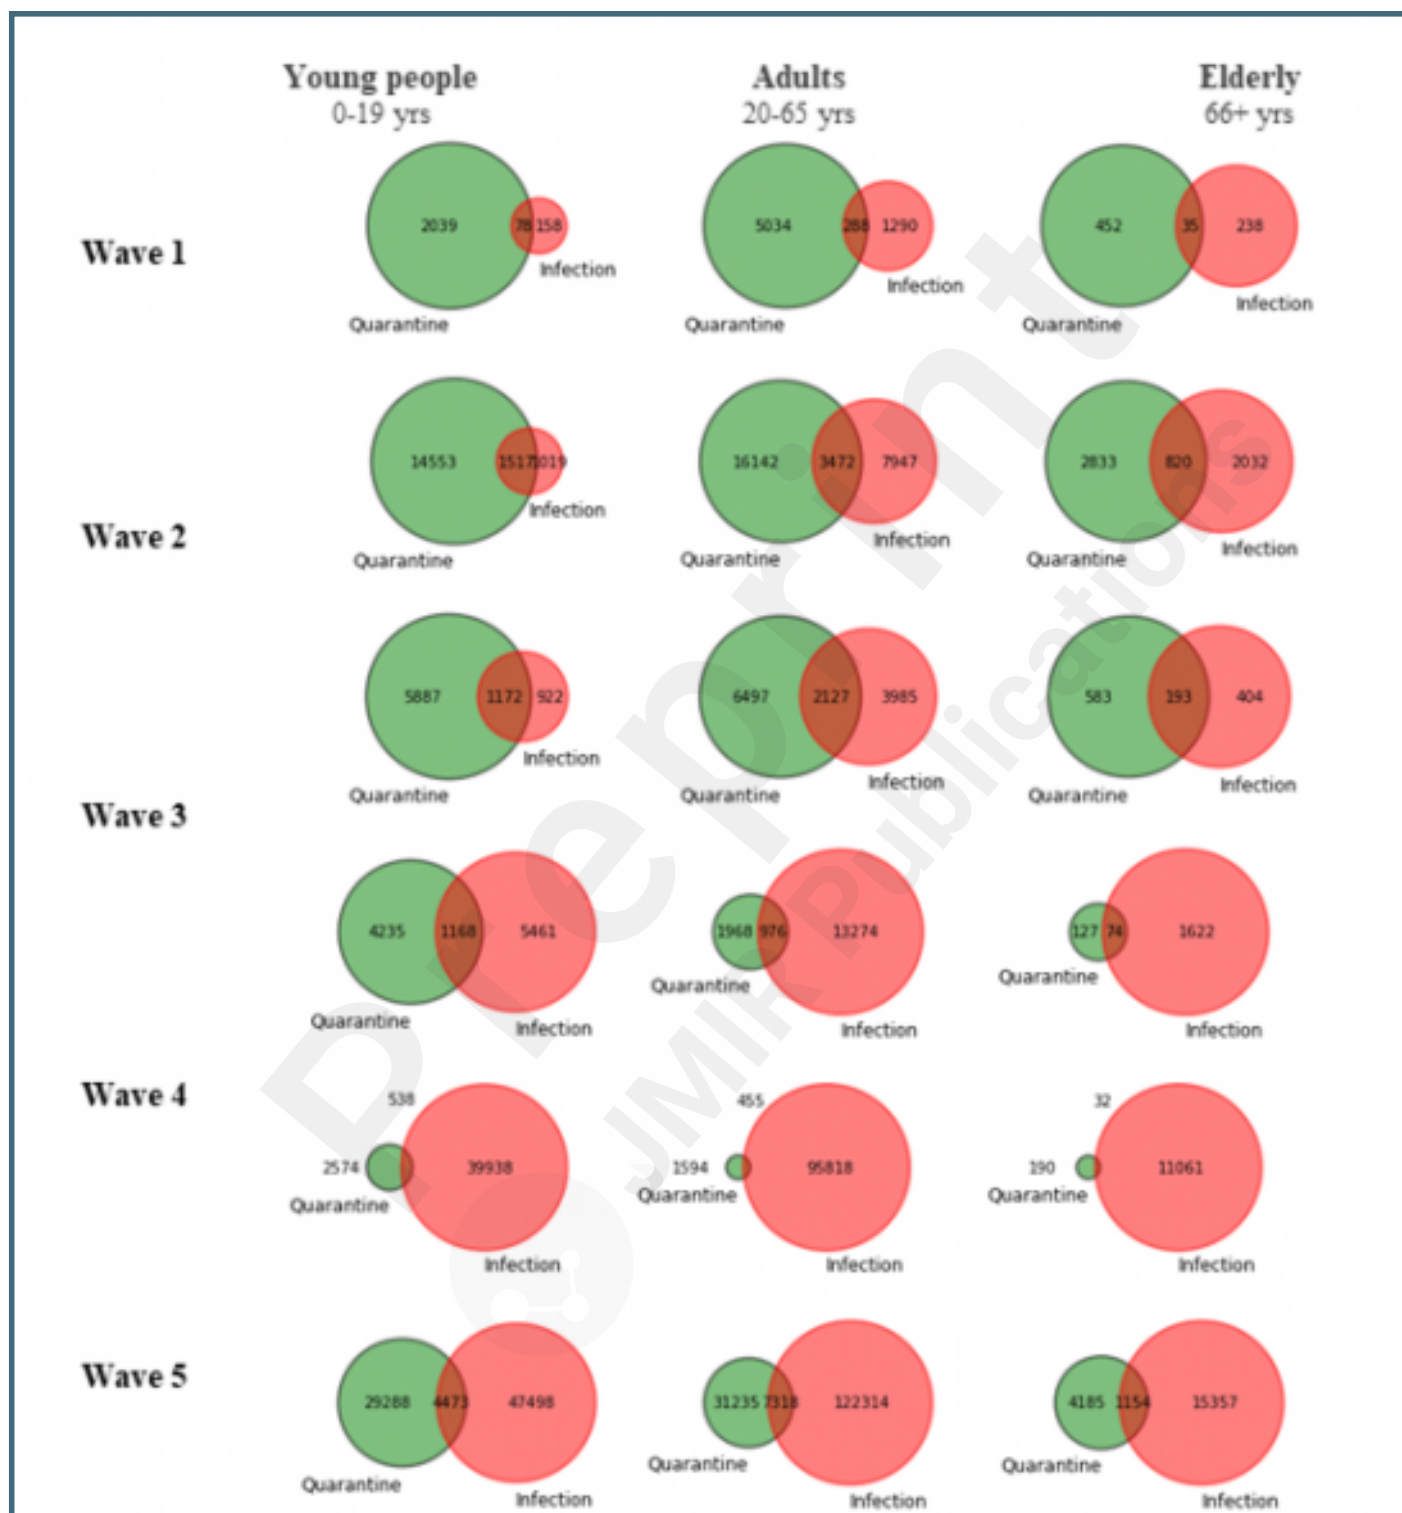 Young people Adults Elderly
0-19 yrs 20-65 yrs 66+ yrs
Wave 1
2039 78 158 5034 288 1290 452 35 238
Infection Infection Infection
Quarantine Quarantine Quarantine
Wave 2
14553 1517 1019 16142 3472 7947 2833 820 2032
Infection Infection Infection
Quarantine Quarantine Quarantine
5887 1172 922 6497 2127 3985 583 193 404
Infection Infection Infection
Quarantine Quarantine Quarantine
Wave 3
4235 1168 5461 1968 976 13274 127 74 1622
Quarantine Quarantine Quarantine
Infection Infection Infection
Wave 4
538 455 32
2574 39938 1594 95818 190 11061
Quarantine Quarantine Quarantine
Infection Infection Infection
Wave 5
29288 4473 47498 31235 7318 122314 4185 1154 15357
Quarantine Quarantine Quarantine
Infection Infection Infection
Preprint
JMIR Publications